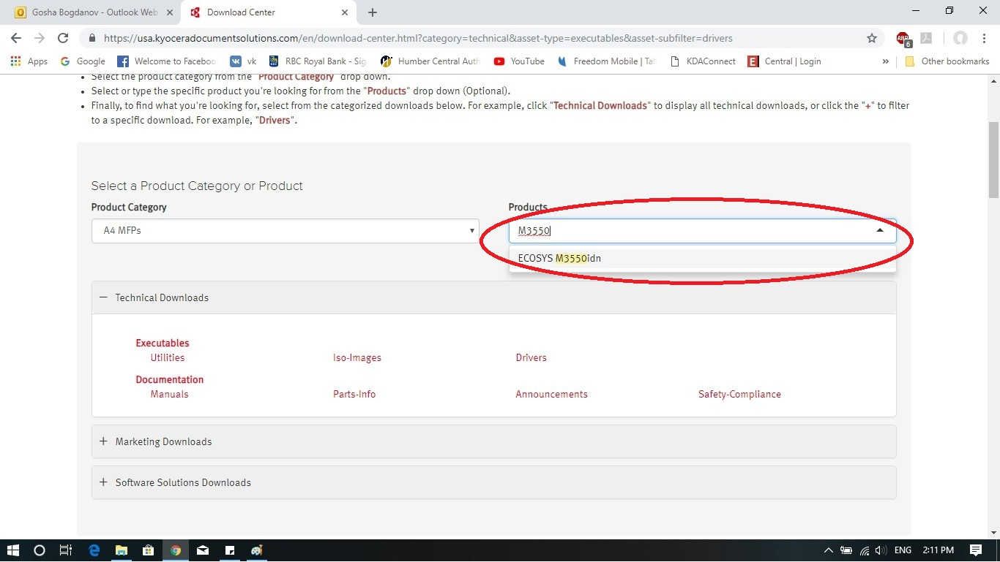 Gosha Bogdanov - Outlook Web
Download Center
https://usa.kyoceradocumentsolutions.com/en/download-center.html?category=technical&asset-type=executables&asset-subfilter=drivers
ABP
6
Apps
Google
Welcome to Faceboo
vk
RBC Royal Bank - Sig
Humber Central Auth
YouTube
Freedom Mobile | Tal
KDAConnect
Central | Login
»
Other bookmarks
Select the product category from the "Product Category" drop down.
Select or type the specific product you're looking for from the "Products" drop down (Optional).
Finally, to find what you're looking for, select from the categorized downloads below. For example, click "Technical Downloads" to display all technical downloads, or click the "+" to filter
to a specific download. For example, "Drivers".
Select a Product Category or Product
Product Category
Products
A4 MFPs
M3550
ECOSYS M3550idn
Technical Downloads
Executables
Utilities
Iso-Images
Drivers
Documentation
Manuals
Parts-Info
Announcements
Safety-Compliance
+ Marketing Downloads
+ Software Solutions Downloads
ENG
2:11 PM